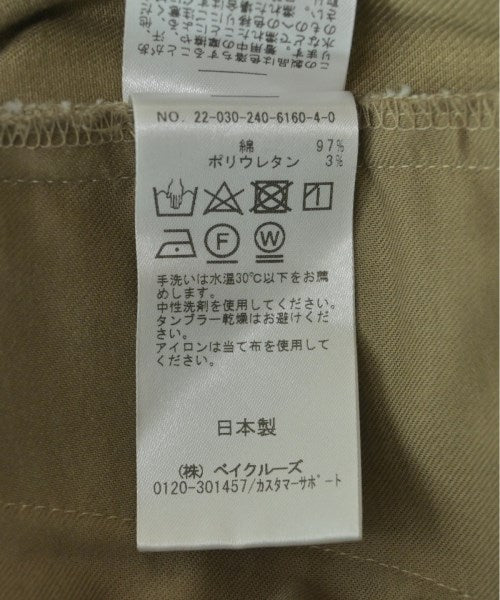 NO. 22-030-240-6160-4-0
綿 97%
ポリウレタン 3%
F W
手洗いは水温30℃以下をお薦
めします。
中性洗剤を使用してください。
タンブラー乾燥はお避けくださ
い。
アイロンは当て布を使用してく
ださい。
日本製
(株) ベイクルーズ
0120-301457/カスタマーサポート